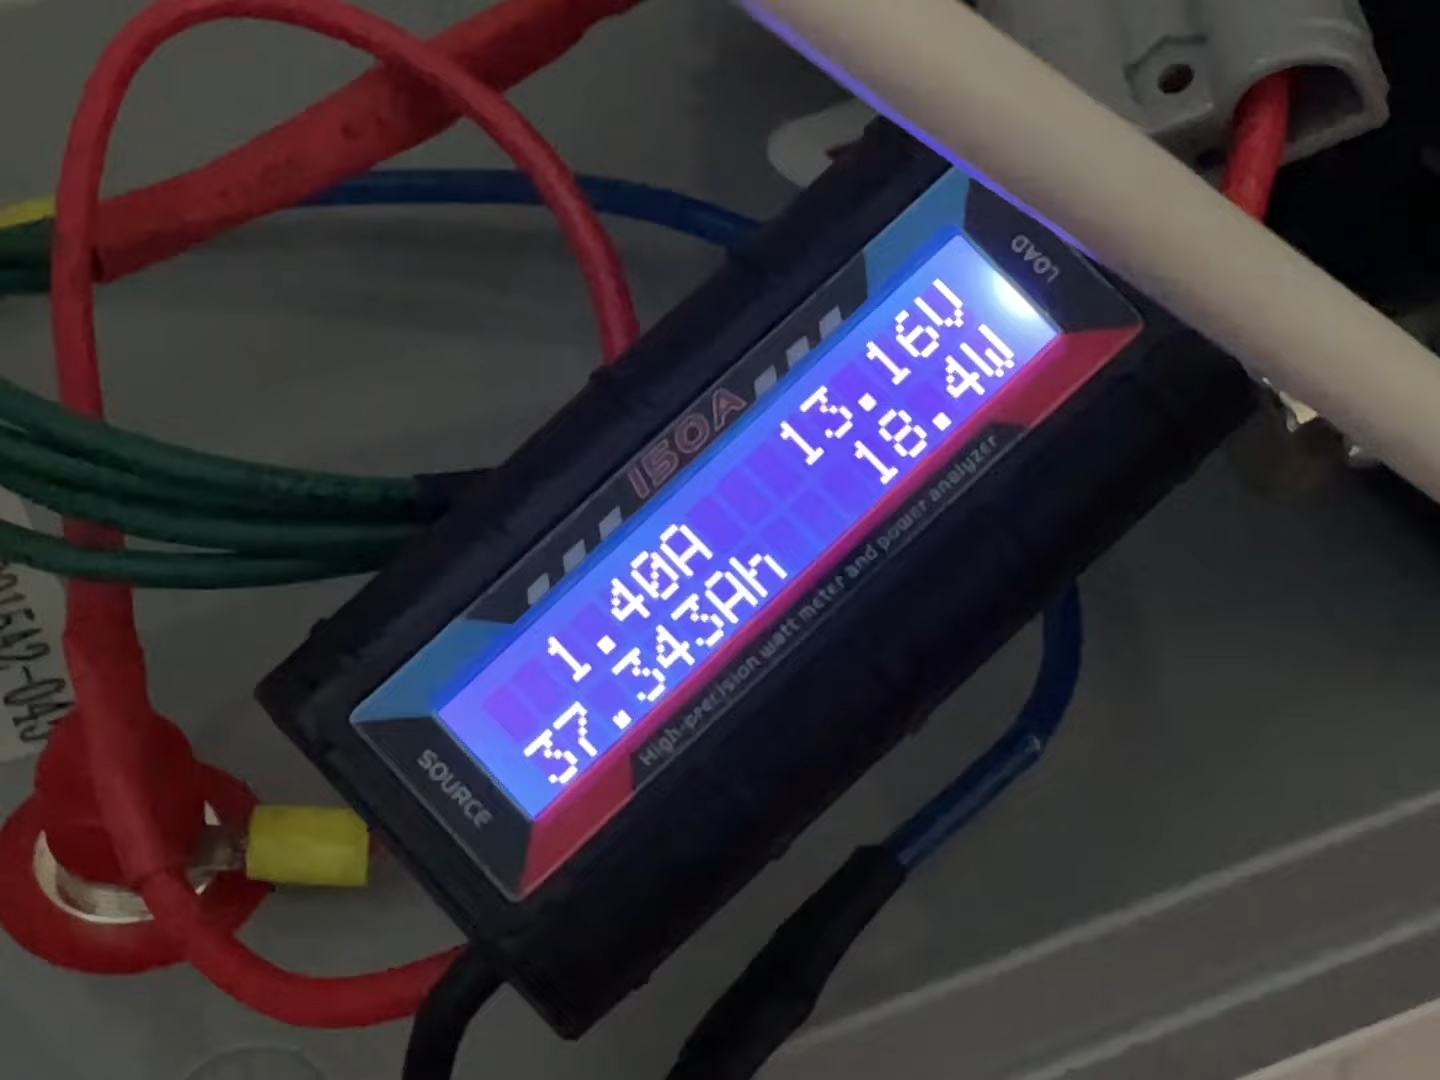 LOAD
150A
1.40A 13.16V
37.343Ah 18.4W
High-precision watt meter and power analyzer
SOURCE